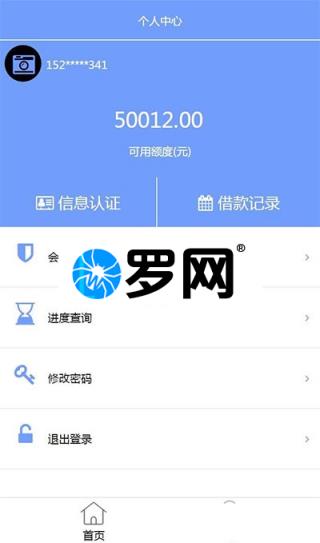 个人中心
152*****341
50012.00
可用额度(元)
信息认证
借款记录
会
罗网®
进度查询
修改密码
退出登录
首页